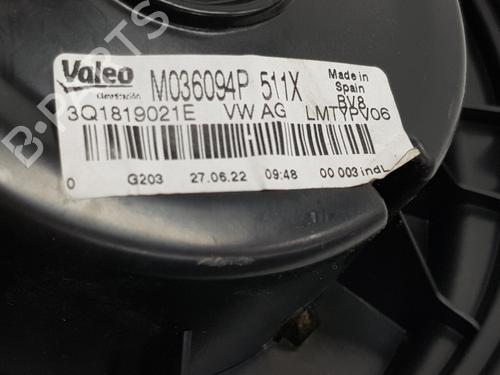 B-PARTS
Valeo M036094P 511X Made in
Climatización Spain
3Q1819021E VW AG LMTYPV06 BV8
0 G203 27.06.22 09:48 00 003 indL